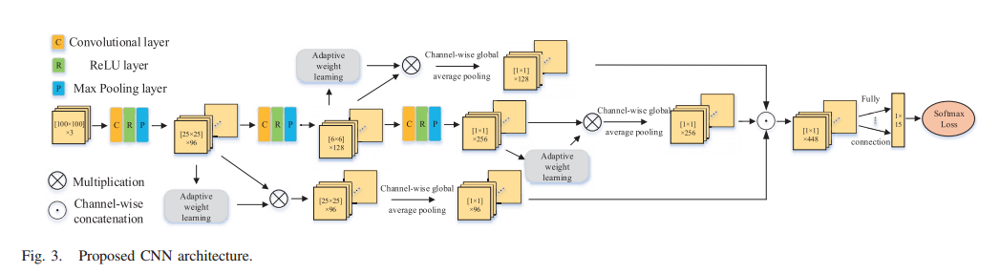 C Convolutional layer
R ReLU layer
P Max Pooling layer
Adaptive
weight
learning
Channel-wise global
average pooling
[1×1]
×128
[100×100]
×3
C R P
[25×25]
×96
C R P
[6×6]
×128
C R P
[1×1]
×256
Adaptive
weight
learning
Channel-wise global
average pooling
[1×1]
×256
[1×1]
×448
Fully
connection
1×
15
Softmax
Loss
Multiplication
Channel-wise
concatenation
Adaptive
weight
learning
[25×25]
×96
Channel-wise global
average pooling
[1×1]
×96
Fig. 3. Proposed CNN architecture.